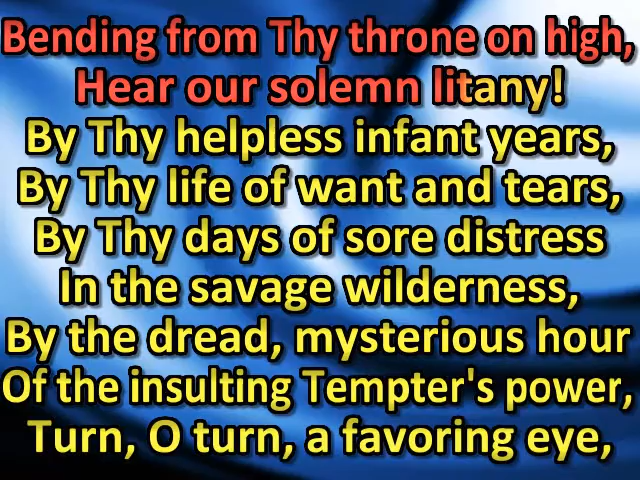 Bending from Thy throne on high,
Hear our solemn litany!
By Thy helpless infant years,
By Thy life of want and tears,
By Thy days of sore distress
In the savage wilderness,
By the dread, mysterious hour
Of the insulting Tempter's power,
Turn, O turn, a favoring eye,